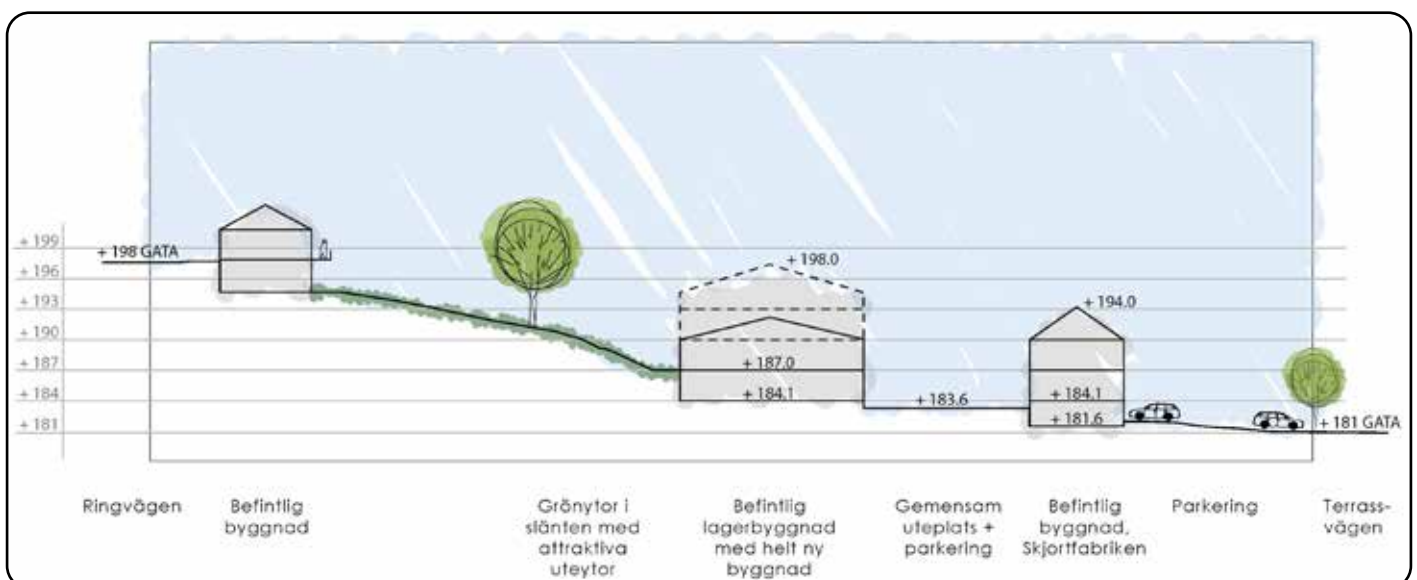 + 199
+ 198 GATA
+ 196
+ 193
+ 190
+ 187
+ 184
+ 181
+ 198.0
+ 187.0
+ 184.1
+ 183.6
+ 194.0
+ 184.1
+ 181.6
+ 181 GATA
Ringvägen
Befintlig
byggnad
Grönytor i
slänten med
attraktiva
uteytor
Befintlig
lagerbyggnad
med helt ny
byggnad
Gemensam
uteplats +
parkering
Befintlig
byggnad,
Skjortfabriken
Parkering
Terrass-
vägen